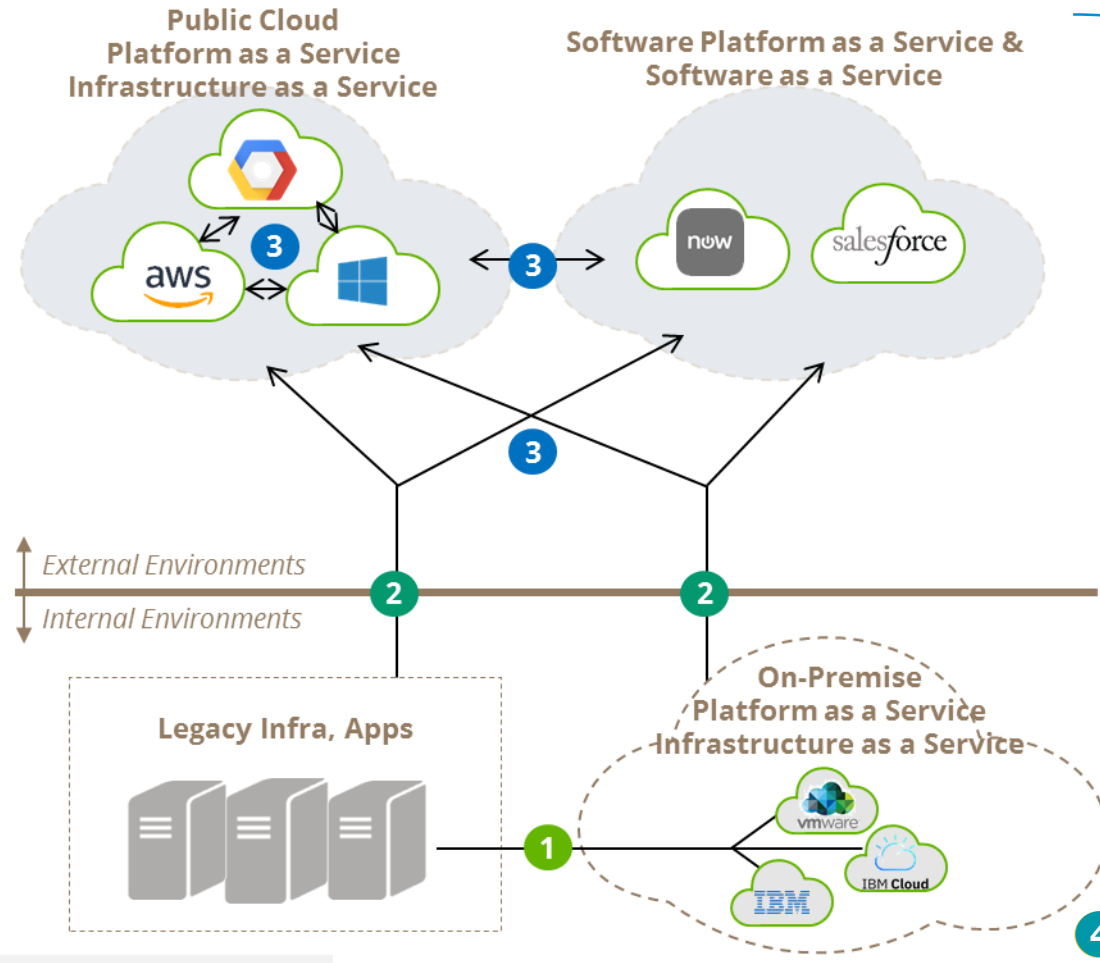 Public Cloud
Platform as a Service
Infrastructure as a Service
Software Platform as a Service &
Software as a Service
aws
now
salesforce
3
3
3
External Environments
Internal Environments
2
2
Legacy Infra, Apps
On-Premise
Platform as a Service
Infrastructure as a Service
vmware
IBM Cloud
IBM
1
4